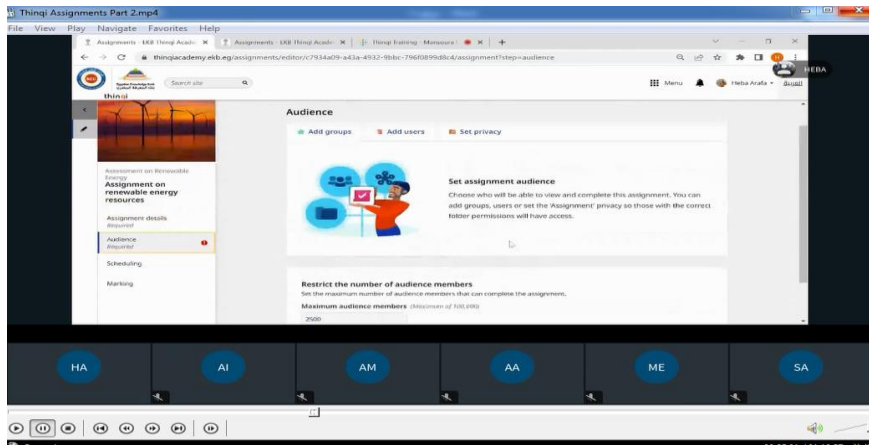 Thinqi Assignments Part 2.mp4
File View Play Navigate Favorites Help
Assignments - EKB Thinqi Acade
Assignments - EKB Thinqi Acade
Thinqi training - Mansoura
thinqiacademy.ekb.eg/assignments/editor/c7934a09-a43a-4932-9bbc-796f0899d8c4/assignment?step=audience
HEBA
thinqi
Search site
Menu
Heba Arafa
العربية
Audience
Add groups
Add users
Set privacy
Assessment on Renewable
Energy
Assignment on
renewable energy
resources
Assignment details
Required
Audience
Required
Scheduling
Marking
Set assignment audience
Choose who will be able to view and complete this assignment. You can
add groups, users or set the 'Assignment' privacy so those with the correct
folder permissions will have access.
Restrict the number of audience members
Set the maximum number of audience members that can complete the assignment.
Maximum audience members (Maximum of 100,000)
2500
HA
AI
AM
AA
ME
SA